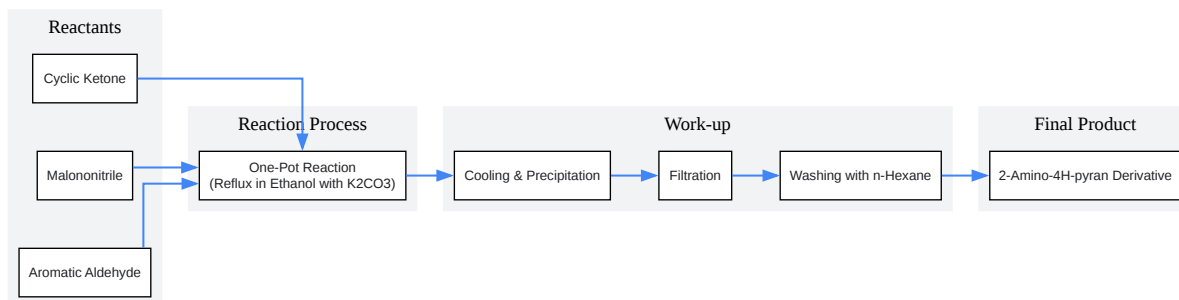 Reactants
Cyclic Ketone
Malononitrile
Aromatic Aldehyde
Reaction Process
One-Pot Reaction
(Reflux in Ethanol with K2CO3)
Work-up
Cooling & Precipitation
Filtration
Washing with n-Hexane
Final Product
2-Amino-4H-pyran Derivative